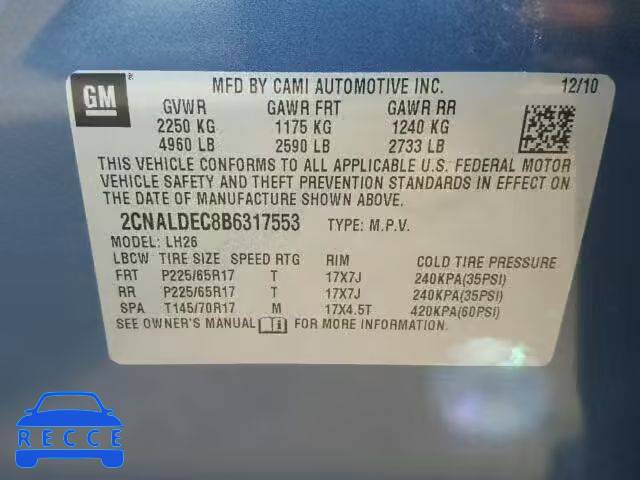 GM
MFD BY CAMI AUTOMOTIVE INC. 12/10
GVWR GAWR FRT GAWR RR
2250 KG 1175 KG 1240 KG
4960 LB 2590 LB 2733 LB
THIS VEHICLE CONFORMS TO ALL APPLICABLE U.S. FEDERAL MOTOR
VEHICLE SAFETY AND THEFT PREVENTION STANDARDS IN EFFECT ON
THE DATE OF MANUFACTURE SHOWN ABOVE.
2CNALDEC8B6317553 TYPE: M.P.V.
MODEL: LH26
LBCW TIRE SIZE SPEED RTG RIM COLD TIRE PRESSURE
FRT P225/65R17 T 17X7J 240KPA(35PSI)
RR P225/65R17 T 17X7J 240KPA(35PSI)
SPA T145/70R17 M 17X4.5T 420KPA(60PSI)
SEE OWNER'S MANUAL FOR MORE INFORMATION.
RECCE